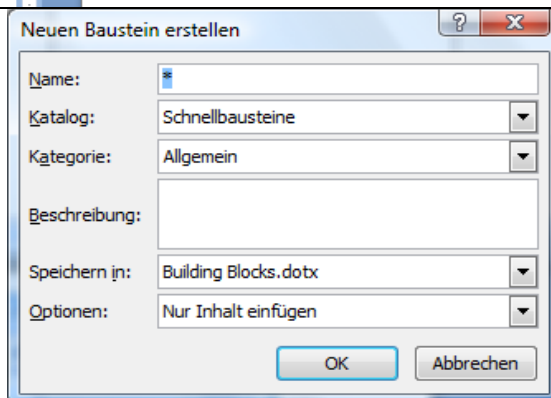 Neuen Baustein erstellen
Name: *
Katalog: Schnellbausteine
Kategorie: Allgemein
Beschreibung:
Speichern in: Building Blocks.dotx
Optionen: Nur Inhalt einfügen
OK Abbrechen